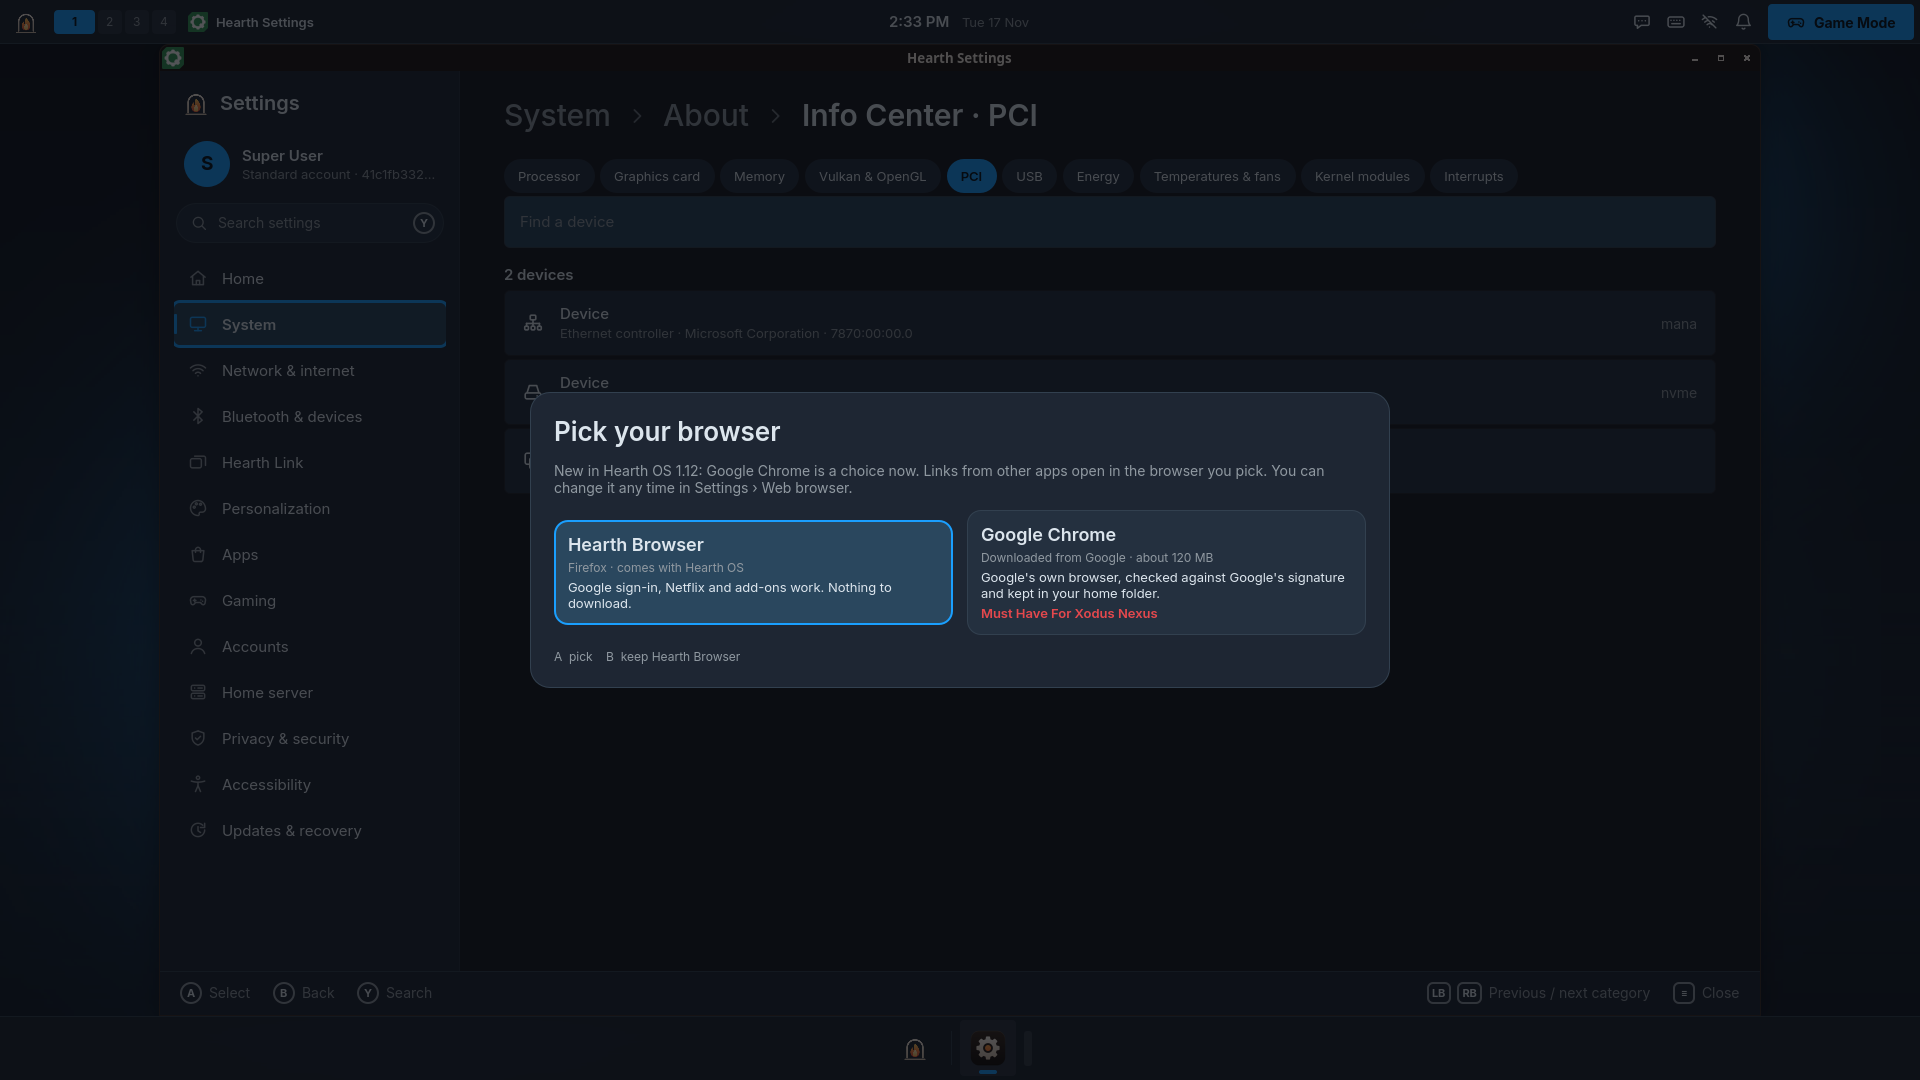 1 2 3 4 Hearth Settings
2:33 PM Tue 17 Nov
Game Mode
Hearth Settings
Settings
S
Super User
Standard account · 41c1fb332...
Search settings Y
Home
System
Network & internet
Bluetooth & devices
Hearth Link
Personalization
Apps
Gaming
Accounts
Home server
Privacy & security
Accessibility
Updates & recovery
System › About › Info Center · PCI
Processor Graphics card Memory Vulkan & OpenGL PCI USB Energy Temperatures & fans Kernel modules Interrupts
Find a device
2 devices
Device
Ethernet controller · Microsoft Corporation · 7870:00:00.0
mana
Device
nvme
Pick your browser
New in Hearth OS 1.12: Google Chrome is a choice now. Links from other apps open in the browser you pick. You can
change it any time in Settings › Web browser.
Hearth Browser
Firefox · comes with Hearth OS
Google sign-in, Netflix and add-ons work. Nothing to
download.
Google Chrome
Downloaded from Google · about 120 MB
Google's own browser, checked against Google's signature
and kept in your home folder.
Must Have For Xodus Nexus
A pick B keep Hearth Browser
A Select B Back Y Search
LB RB Previous / next category ≡ Close